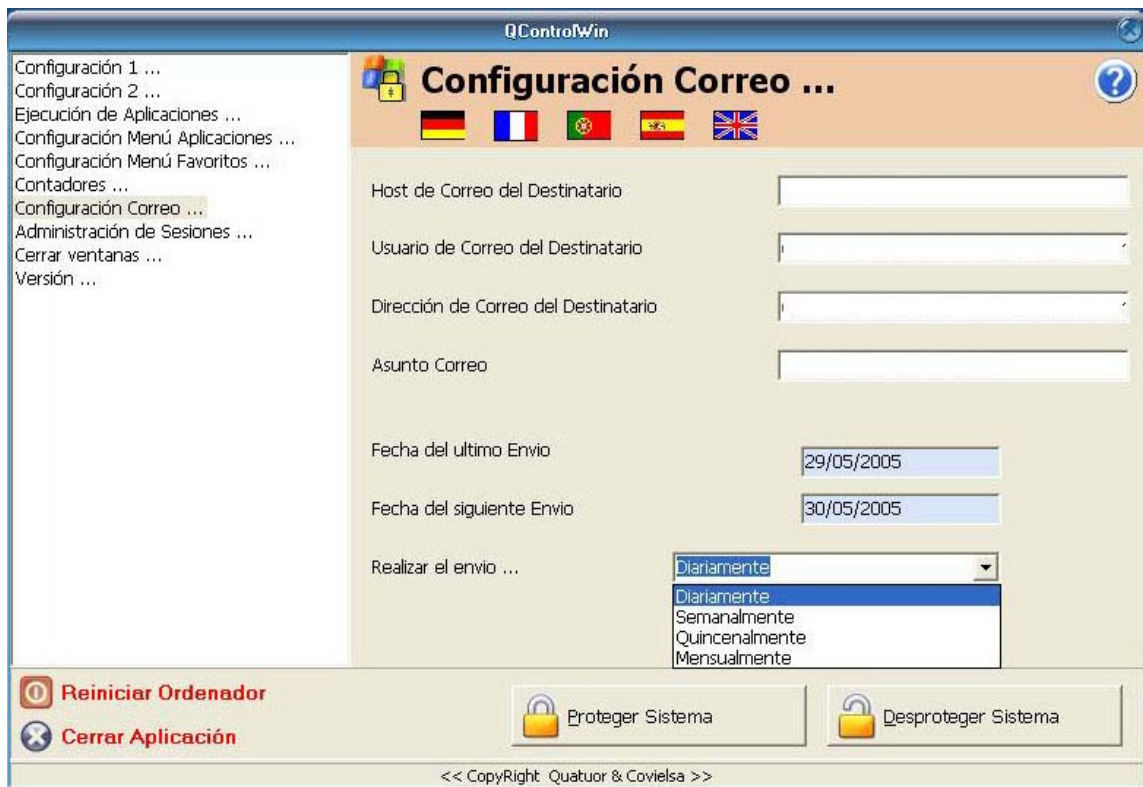 QControlWin
Configuración 1 ...
Configuración 2 ...
Ejecución de Aplicaciones ...
Configuración Menú Aplicaciones ...
Configuración Menú Favoritos ...
Contadores ...
Configuración Correo ...
Administración de Sesiones ...
Cerrar ventanas ...
Versión ...
Configuración Correo ...
?
Host de Correo del Destinatario
Usuario de Correo del Destinatario
Dirección de Correo del Destinatario
Asunto Correo
Fecha del ultimo Envio
29/05/2005
Fecha del siguiente Envio
30/05/2005
Realizar el envio ...
Diariamente
Diariamente
Semanalmente
Quincenalmente
Mensualmente
Reiniciar Ordenador
Cerrar Aplicación
Proteger Sistema
Desproteger Sistema
<< CopyRight Quatuor & Covielsa >>